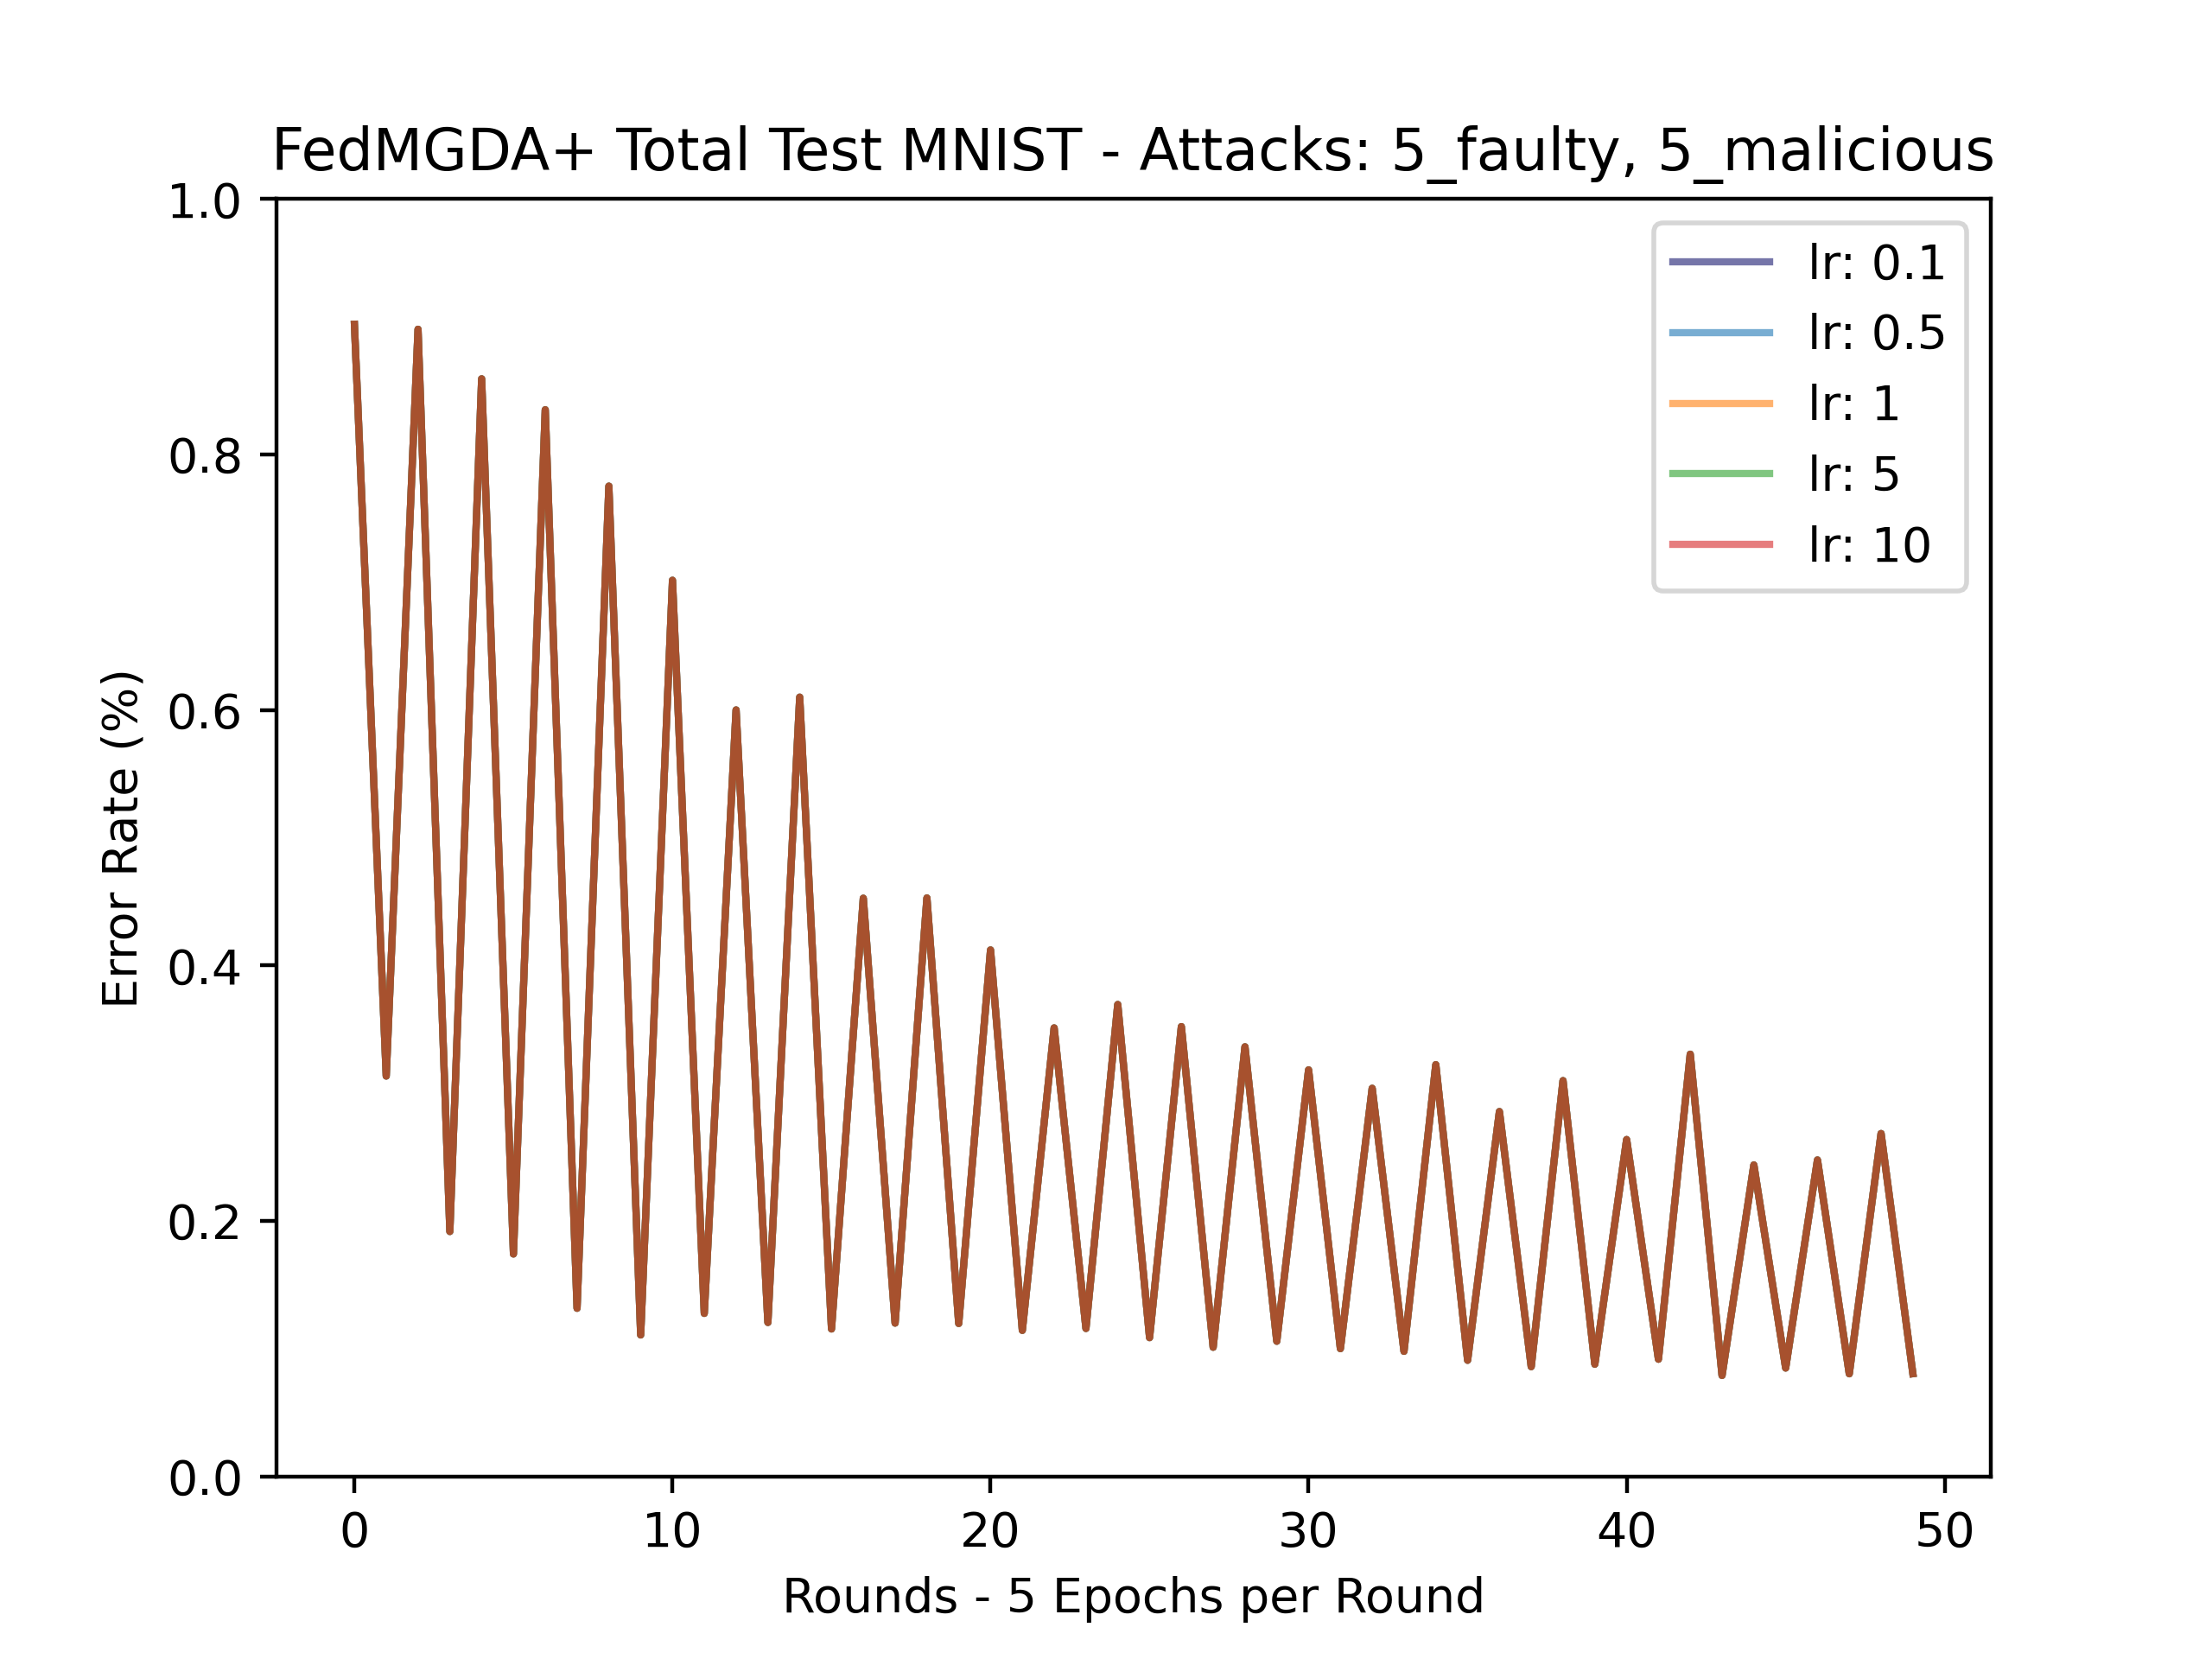 FedMGDA+ Total Test MNIST - Attacks: 5_faulty, 5_malicious
1.0
0.8
0.6
0.4
0.2
0.0
Error Rate (%)
lr: 0.1
lr: 0.5
lr: 1
lr: 5
lr: 10
0 10 20 30 40 50
Rounds - 5 Epochs per Round